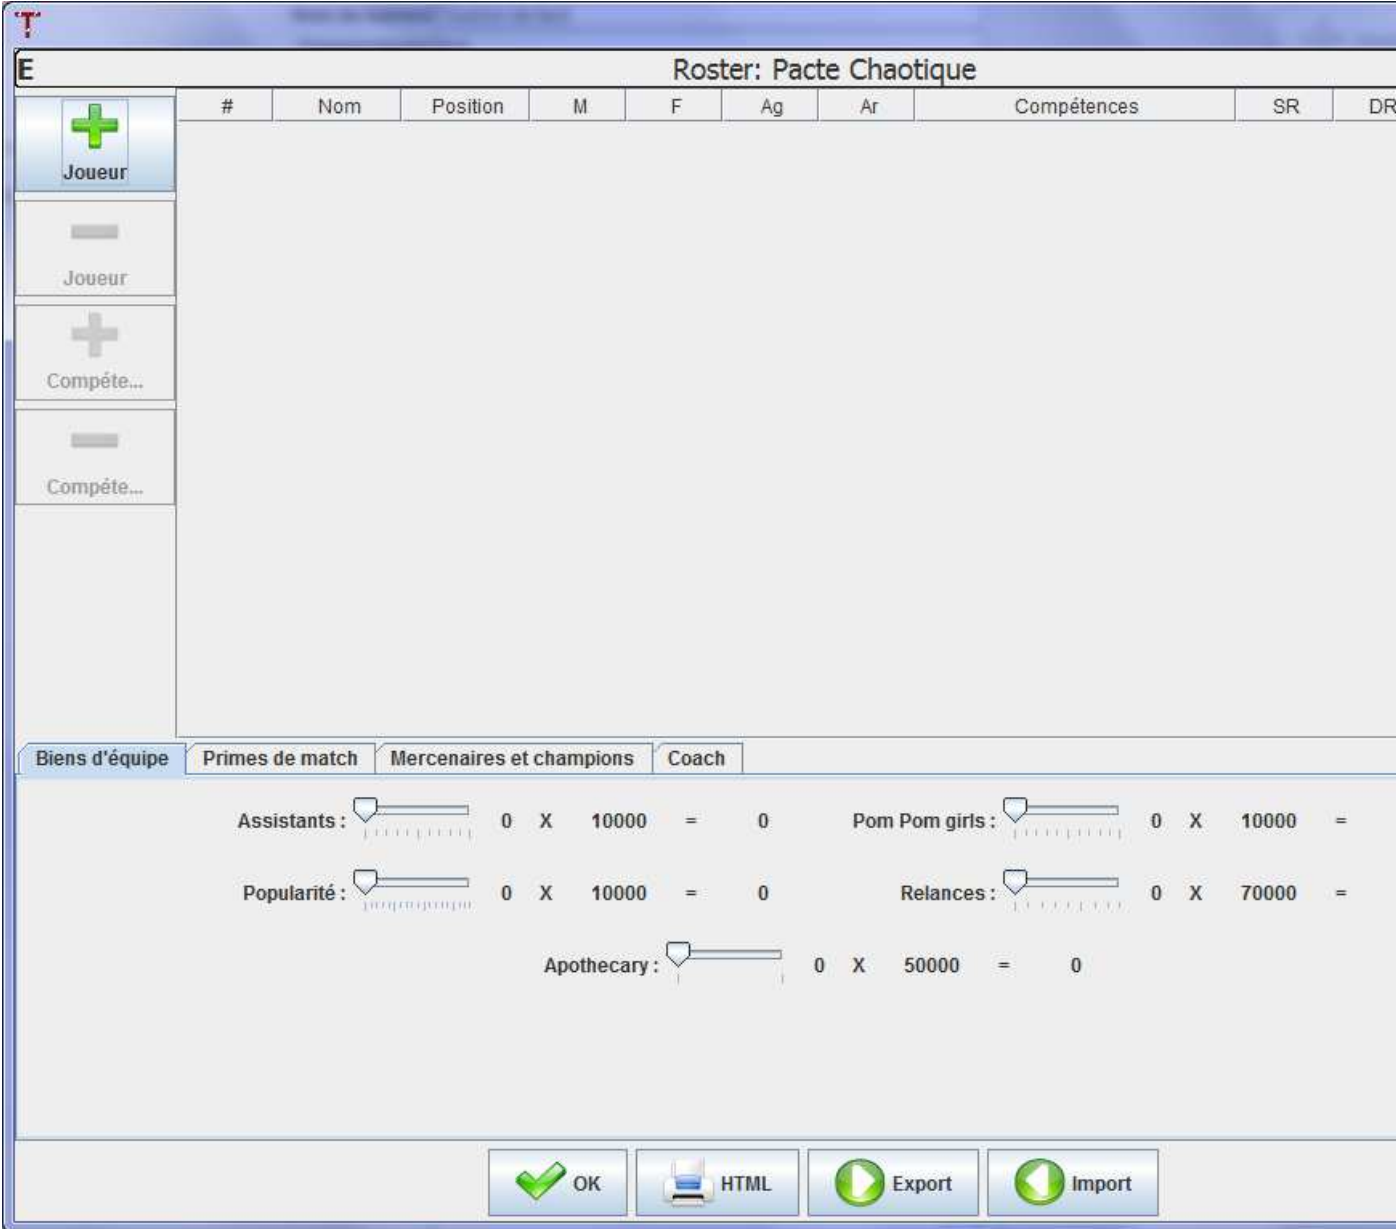 T
E Roster: Pacte Chaotique
# Nom Position M F Ag Ar Compétences SR DR
Joueur
Joueur
Compéte...
Compéte...
Biens d'équipe Primes de match Mercenaires et champions Coach
Assistants : 0 X 10000 = 0 Pom Pom girls : 0 X 10000 =
Popularité : 0 X 10000 = 0 Relances : 0 X 70000 =
Apothecary : 0 X 50000 = 0
OK HTML Export Import